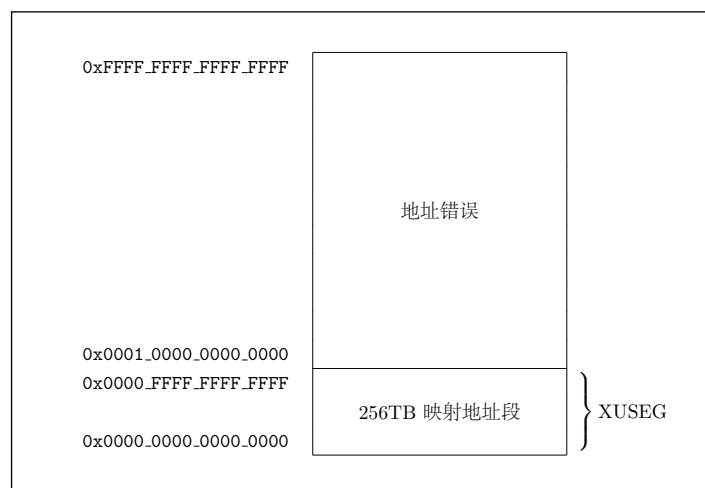 0xFFFF_FFFF_FFFF_FFFF
地址错误
0x0001_0000_0000_0000
0x0000_FFFF_FFFF_FFFF
256TB 映射地址段
XUSEG
0x0000_0000_0000_0000